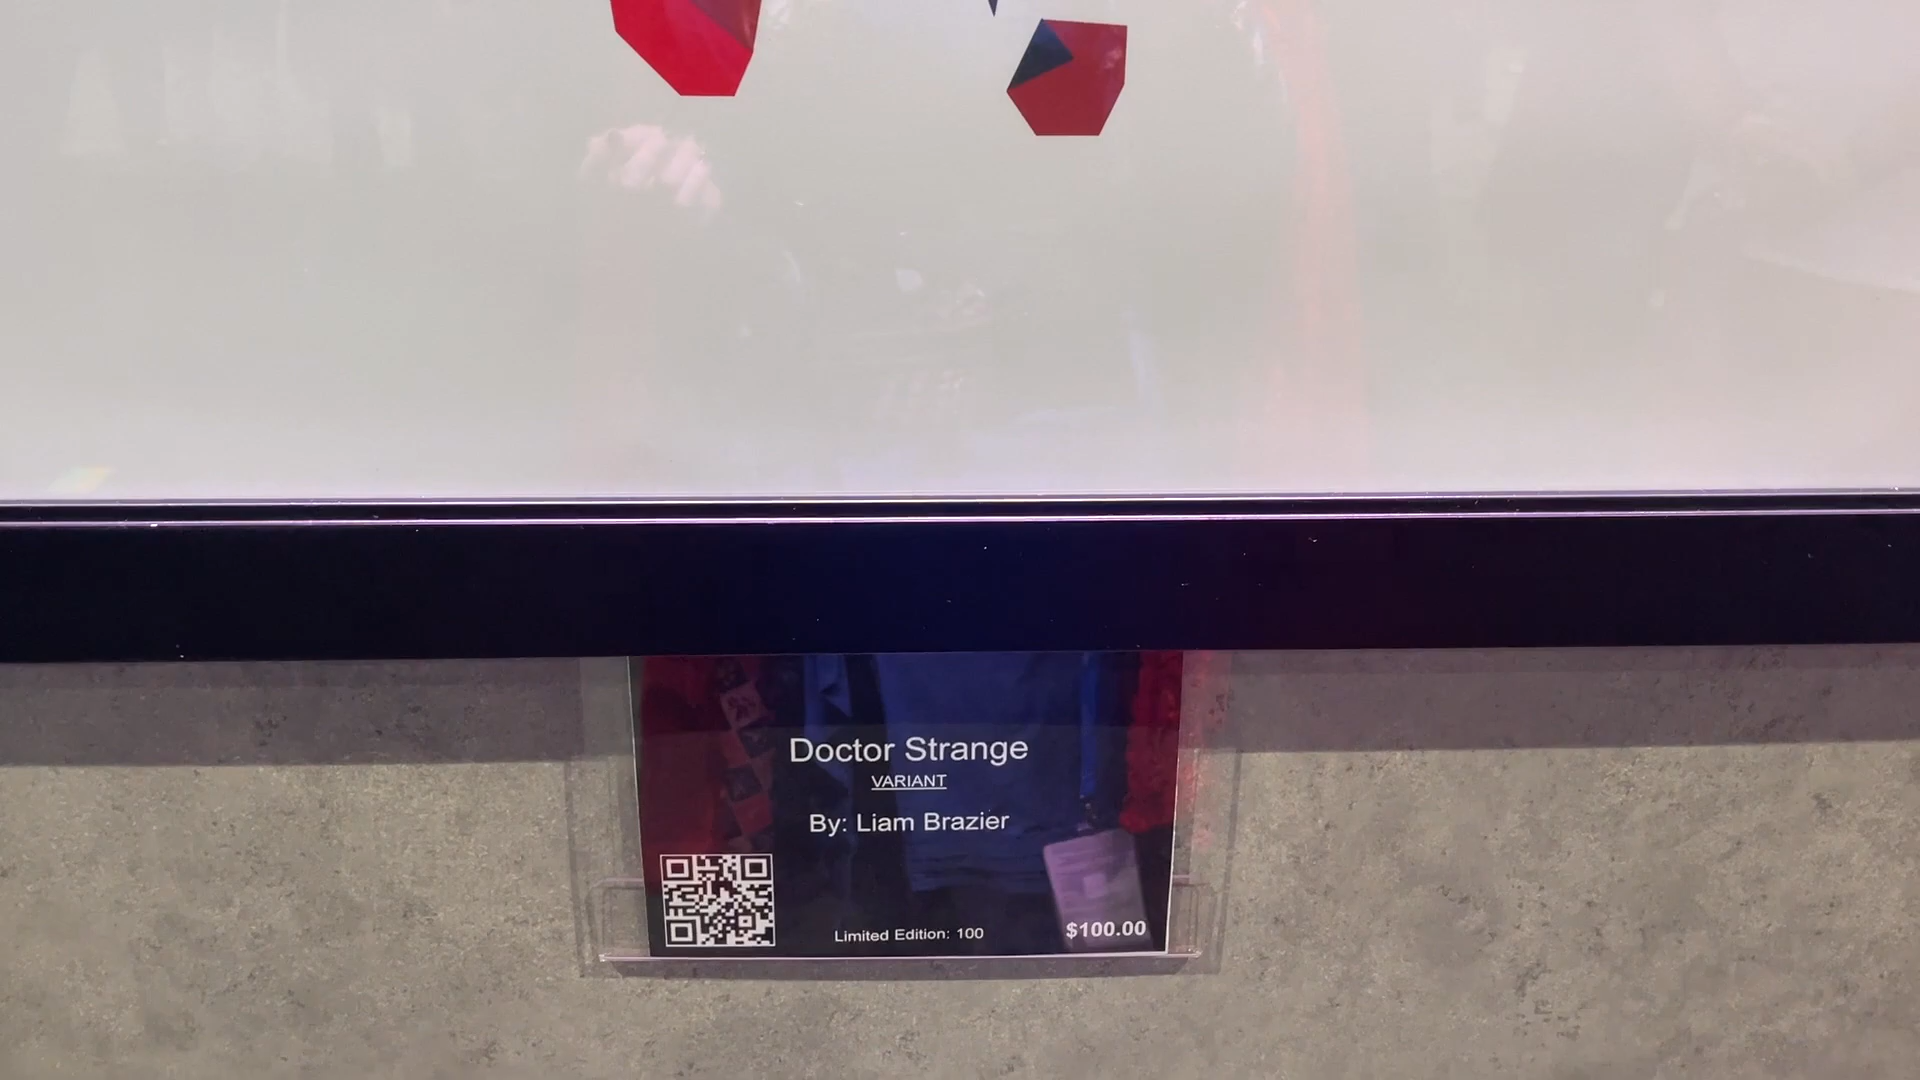 Doctor Strange
VARIANT
By: Liam Brazier
Limited Edition: 100
$100.00